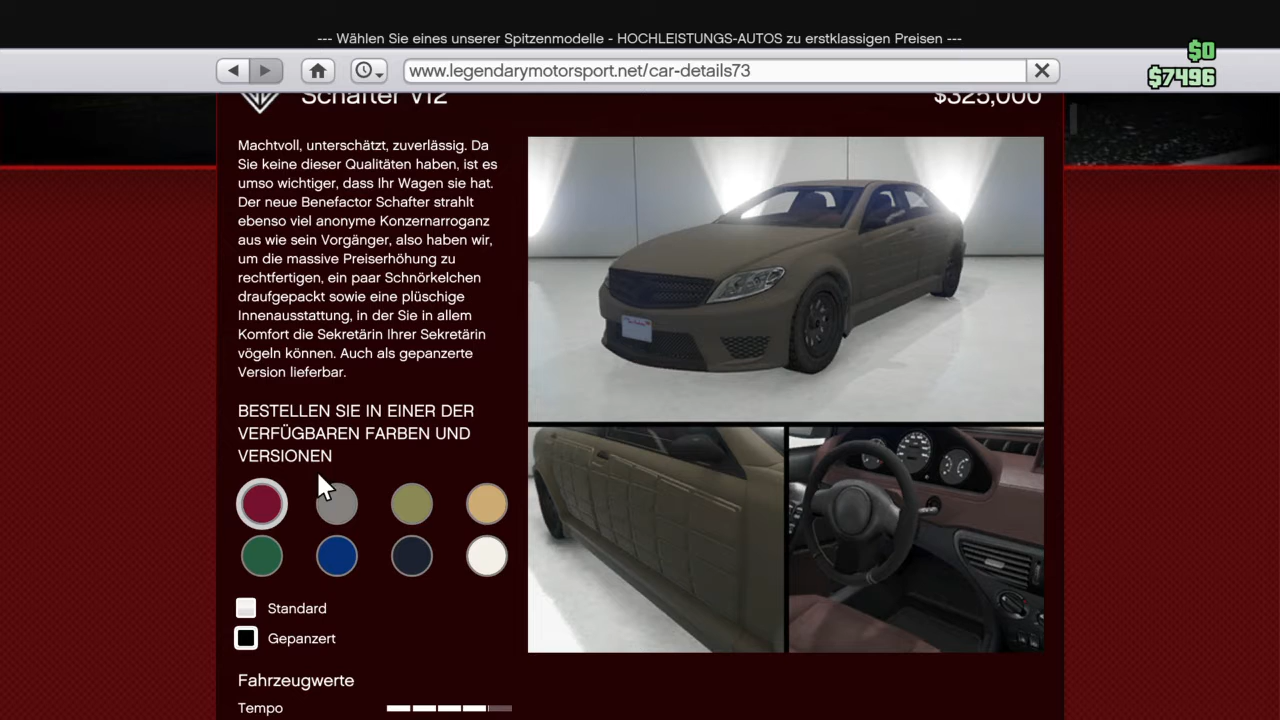 --- Wählen Sie eines unserer Spitzenmodelle - HOCHLEISTUNGS-AUTOS zu erstklassigen Preisen ---
$0
www.legendarymotorsport.net/car-details73
$7496
Schafter V12
$325,000
Machtvoll, unterschätzt, zuverlässig. Da
Sie keine dieser Qualitäten haben, ist es
umso wichtiger, dass Ihr Wagen sie hat.
Der neue Benefactor Schafter strahlt
ebenso viel anonyme Konzernarroganz
aus wie sein Vorgänger, also haben wir,
um die massive Preiserhöhung zu
rechtfertigen, ein paar Schnörkelchen
draufgepackt sowie eine plüschige
Innenausstattung, in der Sie in allem
Komfort die Sekretärin Ihrer Sekretärin
vögeln können. Auch als gepanzerte
Version lieferbar.
BESTELLEN SIE IN EINER DER
VERFÜGBAREN FARBEN UND
VERSIONEN
Standard
Gepanzert
Fahrzeugwerte
Tempo